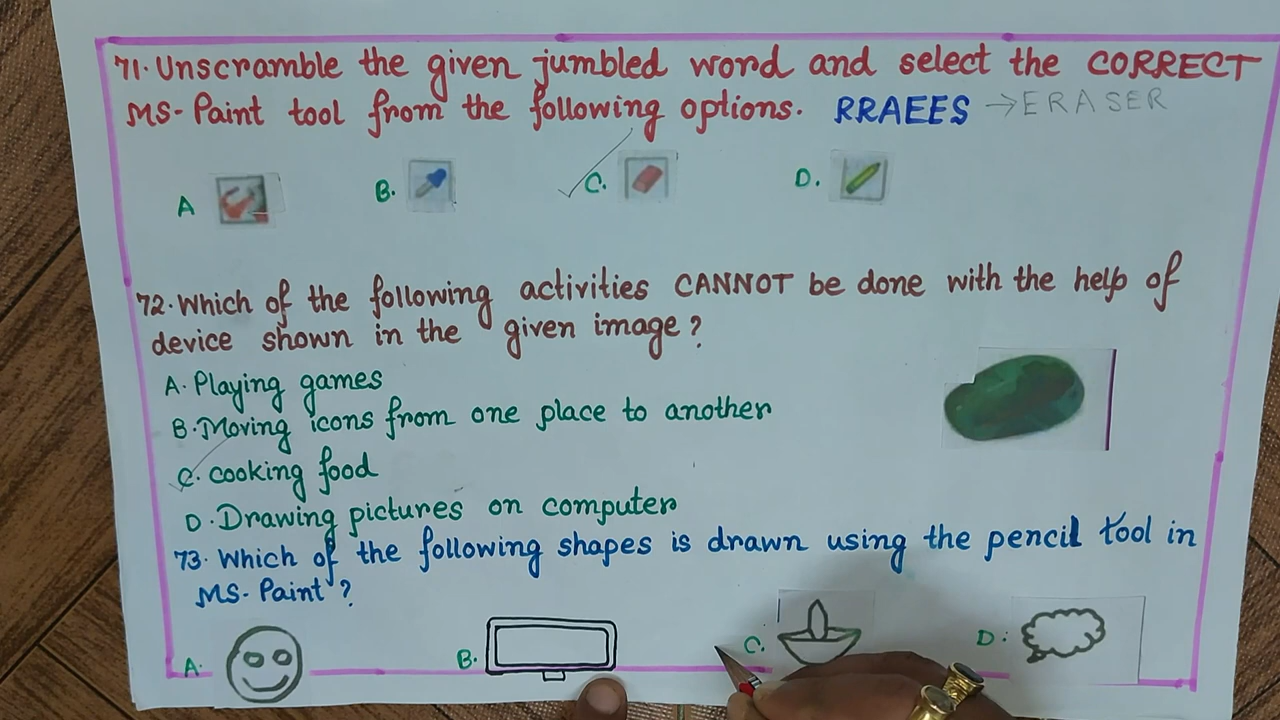 71. Unscramble the given jumbled word and select the CORRECT
MS-Paint tool from the following options. RRAEES → ERASER
A
B.
C.
D.
72. Which of the following activities CANNOT be done with the help of
device shown in the given image?
A. Playing games
B. Moving icons from one place to another
C. cooking food
D. Drawing pictures on computer
73. Which of the following shapes is drawn using the pencil tool in
MS-Paint?
A.
B.
C.
D: